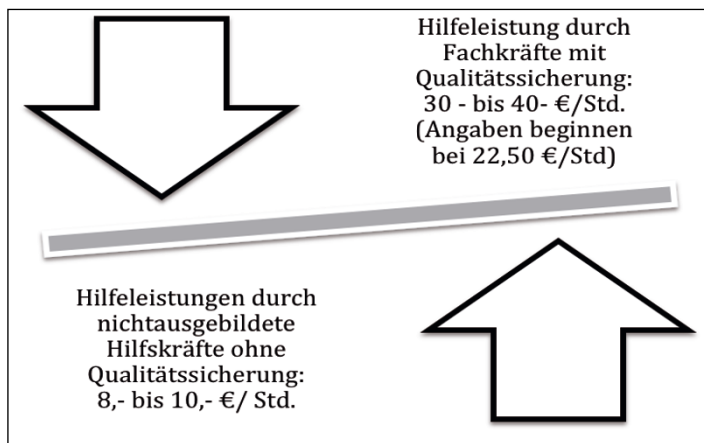 Hilfeleistung durch
Fachkräfte mit
Qualitätssicherung:
30 - bis 40- €/Std.
(Angaben beginnen
bei 22,50 €/Std)
Hilfeleistungen durch
nichtausgebildete
Hilfskräfte ohne
Qualitätssicherung:
8,- bis 10,- €/ Std.